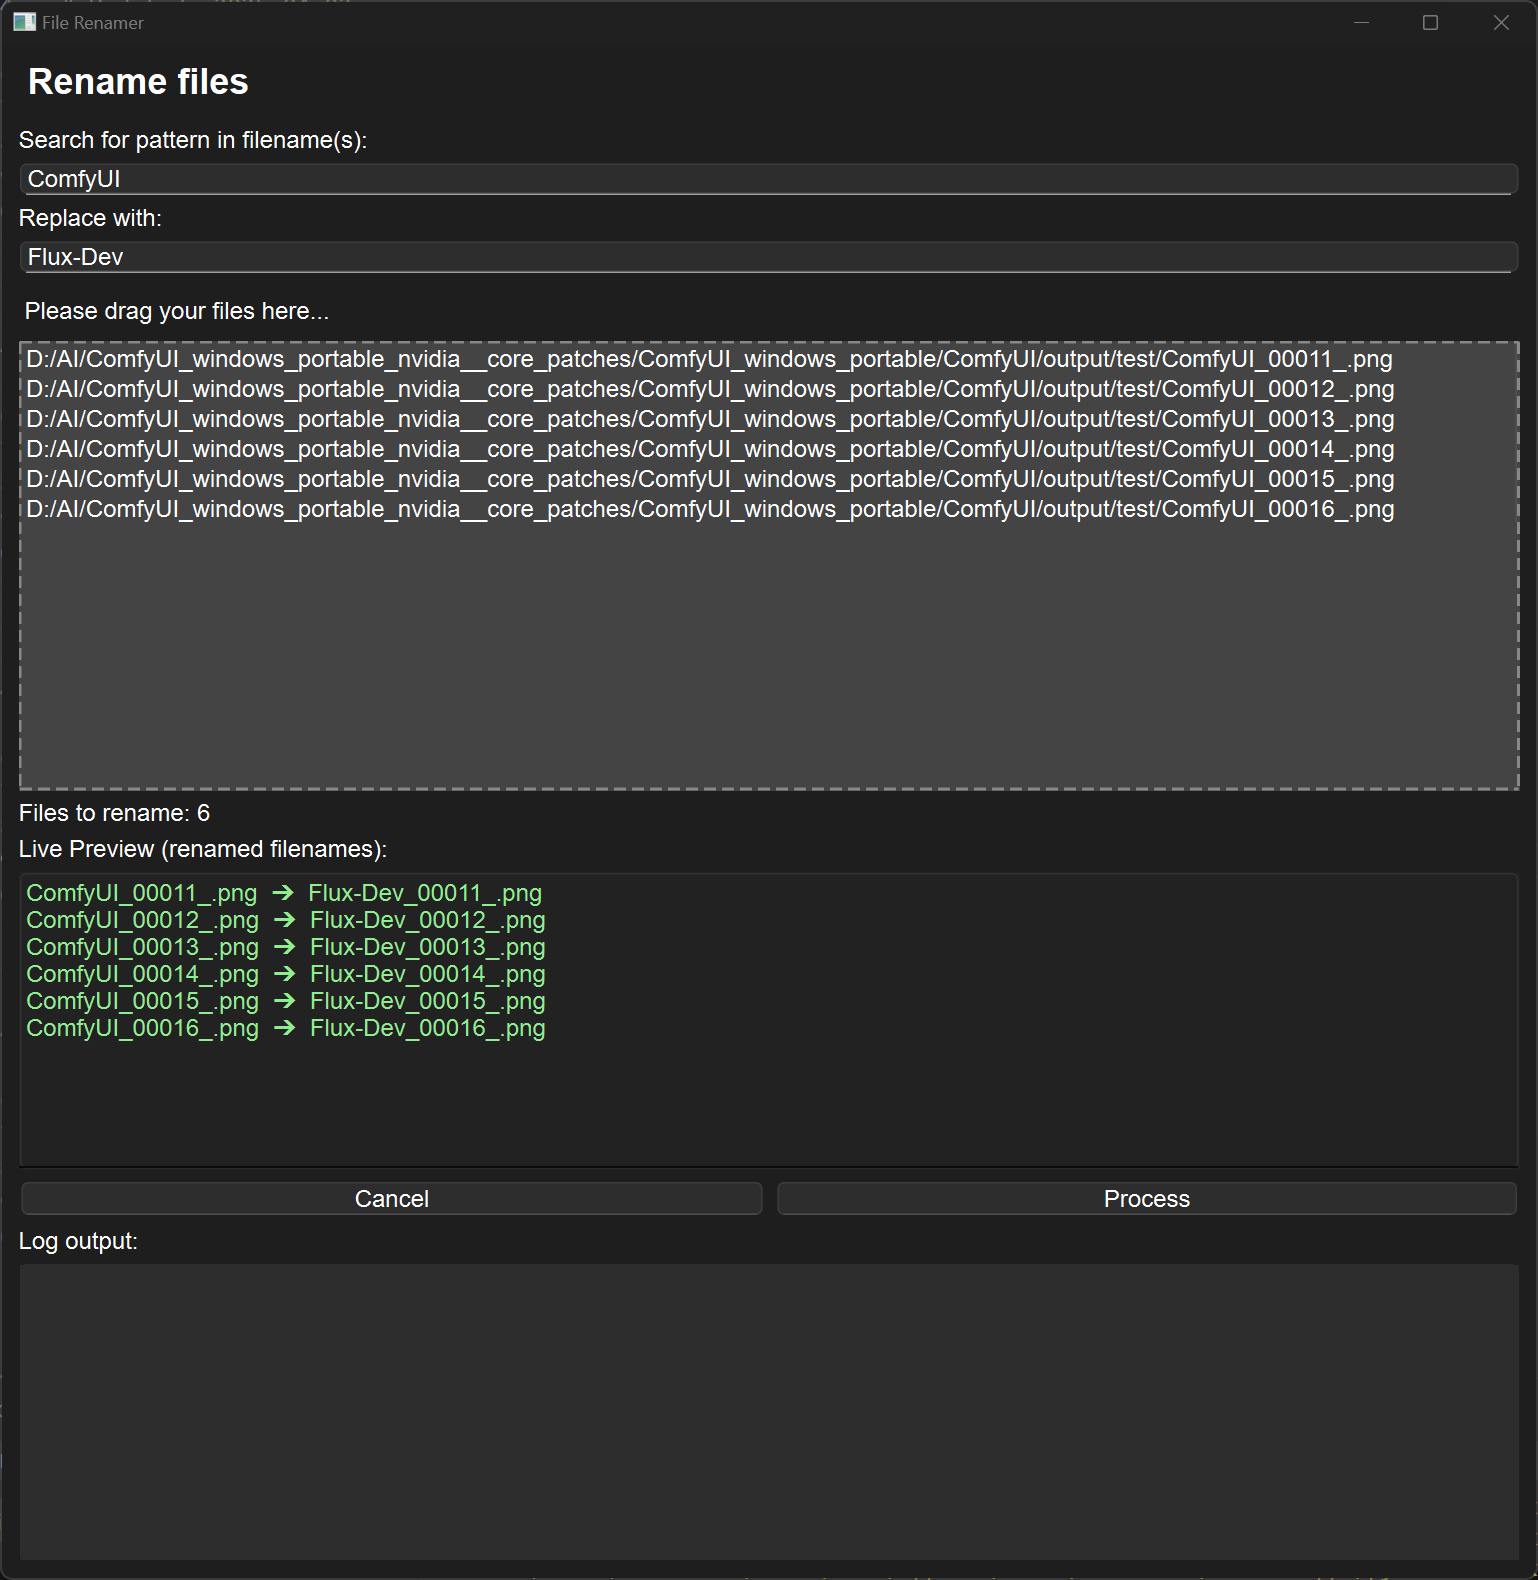 File Renamer
Rename files
Search for pattern in filename(s):
ComfyUI
Replace with:
Flux-Dev
Please drag your files here...
D:/AI/ComfyUI_windows_portable_nvidia__core_patches/ComfyUI_windows_portable/ComfyUI/output/test/ComfyUI_00011_.png
D:/AI/ComfyUI_windows_portable_nvidia__core_patches/ComfyUI_windows_portable/ComfyUI/output/test/ComfyUI_00012_.png
D:/AI/ComfyUI_windows_portable_nvidia__core_patches/ComfyUI_windows_portable/ComfyUI/output/test/ComfyUI_00013_.png
D:/AI/ComfyUI_windows_portable_nvidia__core_patches/ComfyUI_windows_portable/ComfyUI/output/test/ComfyUI_00014_.png
D:/AI/ComfyUI_windows_portable_nvidia__core_patches/ComfyUI_windows_portable/ComfyUI/output/test/ComfyUI_00015_.png
D:/AI/ComfyUI_windows_portable_nvidia__core_patches/ComfyUI_windows_portable/ComfyUI/output/test/ComfyUI_00016_.png
Files to rename: 6
Live Preview (renamed filenames):
ComfyUI_00011_.png ➔ Flux-Dev_00011_.png
ComfyUI_00012_.png ➔ Flux-Dev_00012_.png
ComfyUI_00013_.png ➔ Flux-Dev_00013_.png
ComfyUI_00014_.png ➔ Flux-Dev_00014_.png
ComfyUI_00015_.png ➔ Flux-Dev_00015_.png
ComfyUI_00016_.png ➔ Flux-Dev_00016_.png
Cancel Process
Log output: